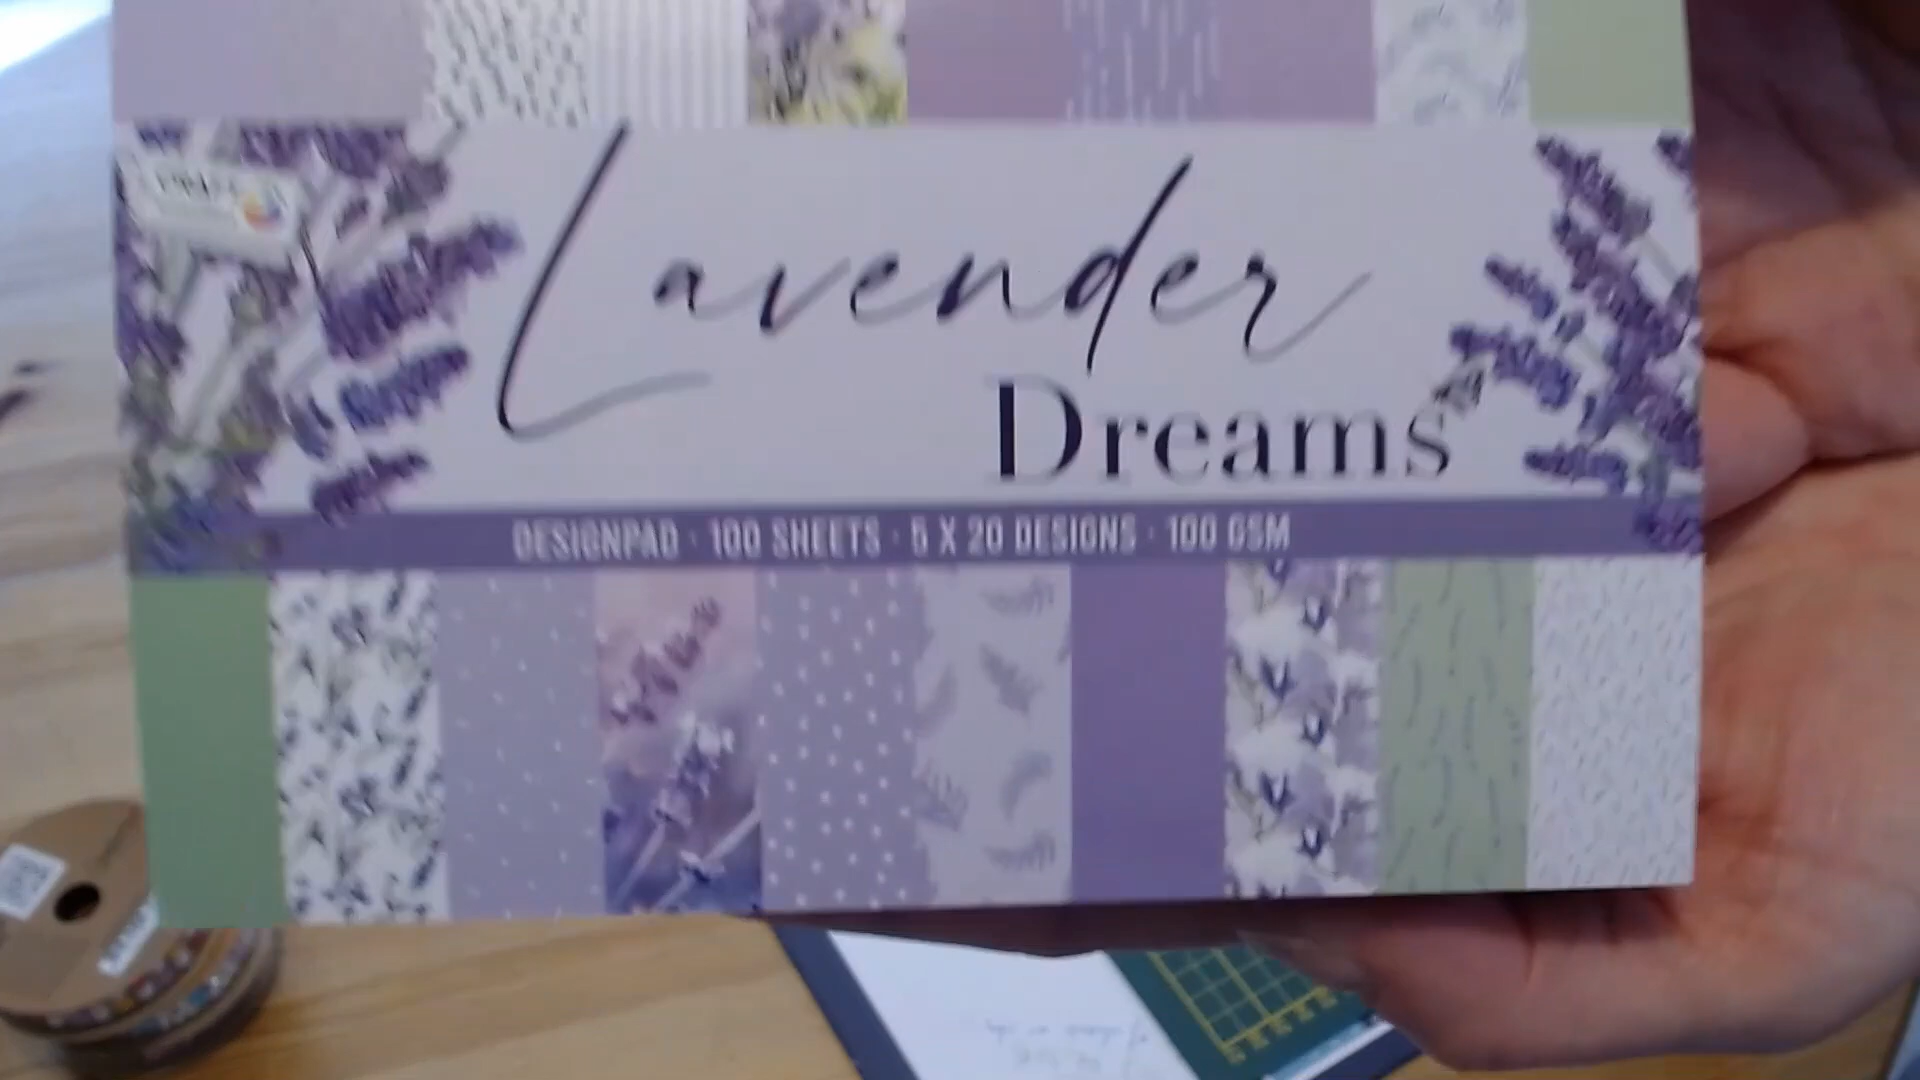 Lavender
Dreams
DESIGNPAD · 100 SHEETS · 5 X 20 DESIGNS · 100 GSM